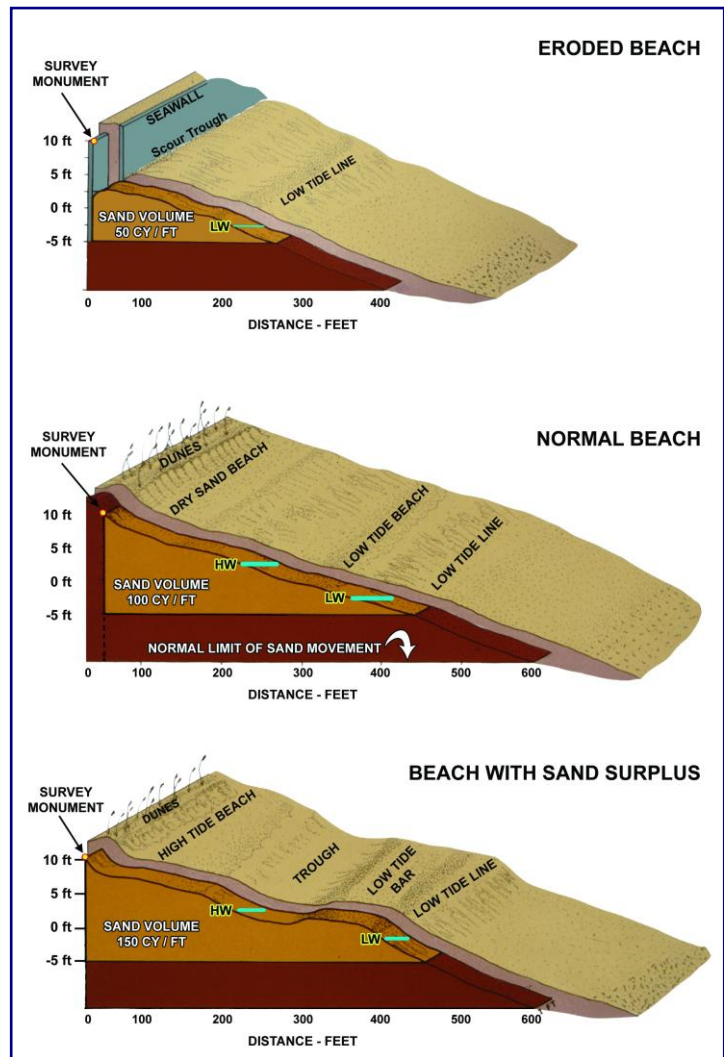 ERODED BEACH
SURVEY
MONUMENT
SEAWALL
Scour Trough
LOW TIDE LINE
10 ft
5 ft
0 ft
-5 ft
SAND VOLUME
50 CY / FT
LW
0 100 200 300 400
DISTANCE - FEET
NORMAL BEACH
SURVEY
MONUMENT
DUNES
DRY SAND BEACH
LOW TIDE BEACH
LOW TIDE LINE
10 ft
5 ft
0 ft
-5 ft
HW
SAND VOLUME
100 CY / FT
LW
NORMAL LIMIT OF SAND MOVEMENT
0 100 200 300 400 500 600
DISTANCE - FEET
BEACH WITH SAND SURPLUS
SURVEY
MONUMENT
DUNES
HIGH TIDE BEACH
TROUGH
LOW TIDE
BAR
LOW TIDE LINE
10 ft
5 ft
0 ft
-5 ft
HW
SAND VOLUME
150 CY / FT
LW
0 100 200 300 400 500 600
DISTANCE - FEET